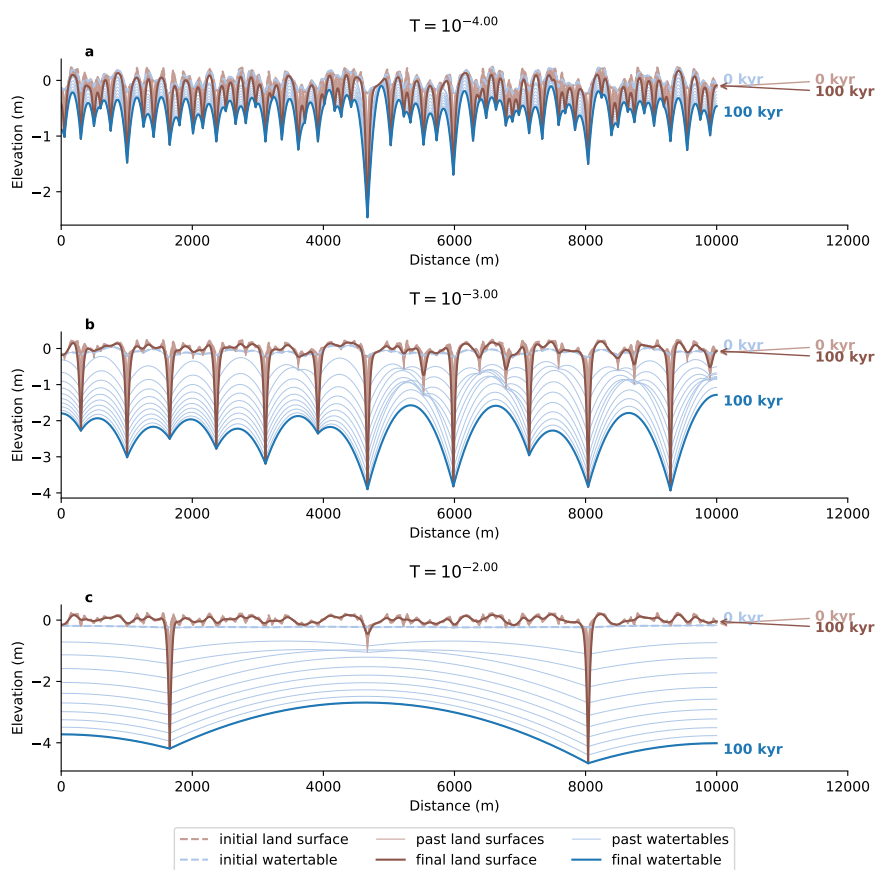 T = 10^−4.00
a
0
−1
−2
Elevation (m)
0 kyr
0 kyr
100 kyr
100 kyr
0 2000 4000 6000 8000 10000 12000
Distance (m)
T = 10^−3.00
b
0
−1
−2
−3
−4
Elevation (m)
0 kyr
0 kyr
100 kyr
100 kyr
0 2000 4000 6000 8000 10000 12000
Distance (m)
T = 10^−2.00
c
0
−2
−4
Elevation (m)
0 kyr
0 kyr
100 kyr
100 kyr
0 2000 4000 6000 8000 10000 12000
Distance (m)
initial land surface past land surfaces past watertables
initial watertable final land surface final watertable